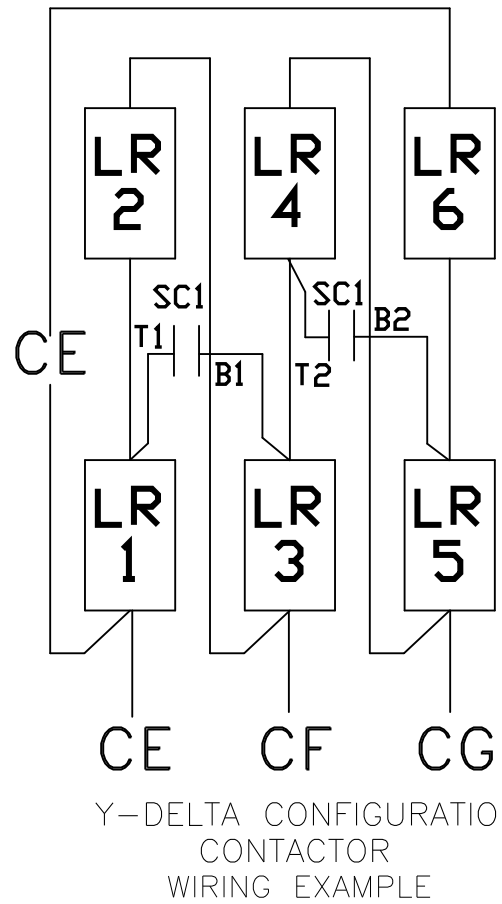 LR
2
LR
4
LR
6
SC1
SC1
T1
B1
T2
B2
CE
LR
1
LR
3
LR
5
CE
CF
CG
Y-DELTA CONFIGURATIO
CONTACTOR
WIRING EXAMPLE